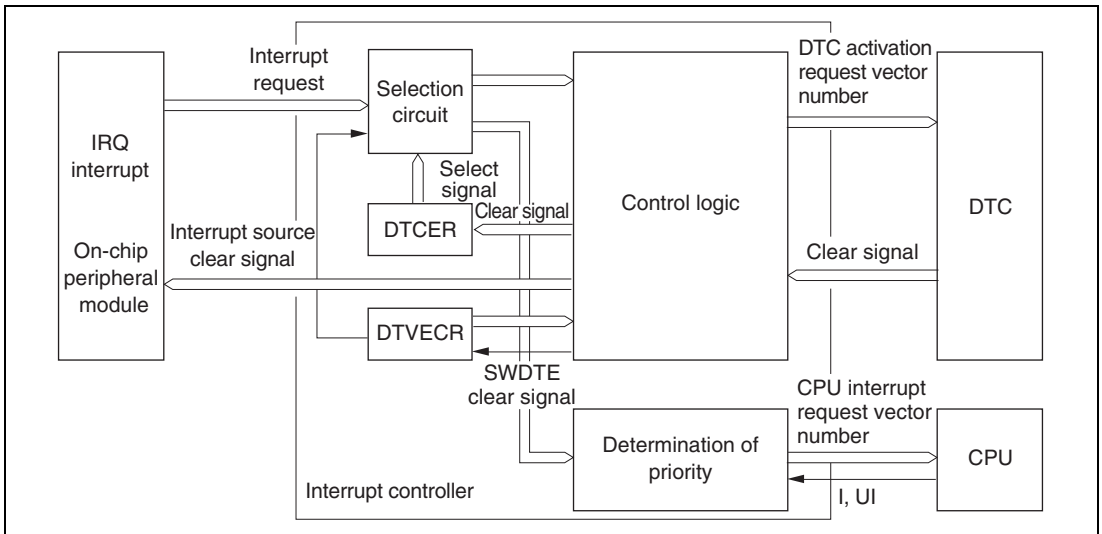 Interrupt
request
Selection
circuit
DTC activation
request vector
number
IRQ
interrupt
On-chip
peripheral
module
Select
signal
DTCER
Clear signal
Control logic
DTC
Interrupt source
clear signal
Clear signal
DTVECR
SWDTE
clear signal
CPU interrupt
request vector
number
Determination of
priority
CPU
I, UI
Interrupt controller